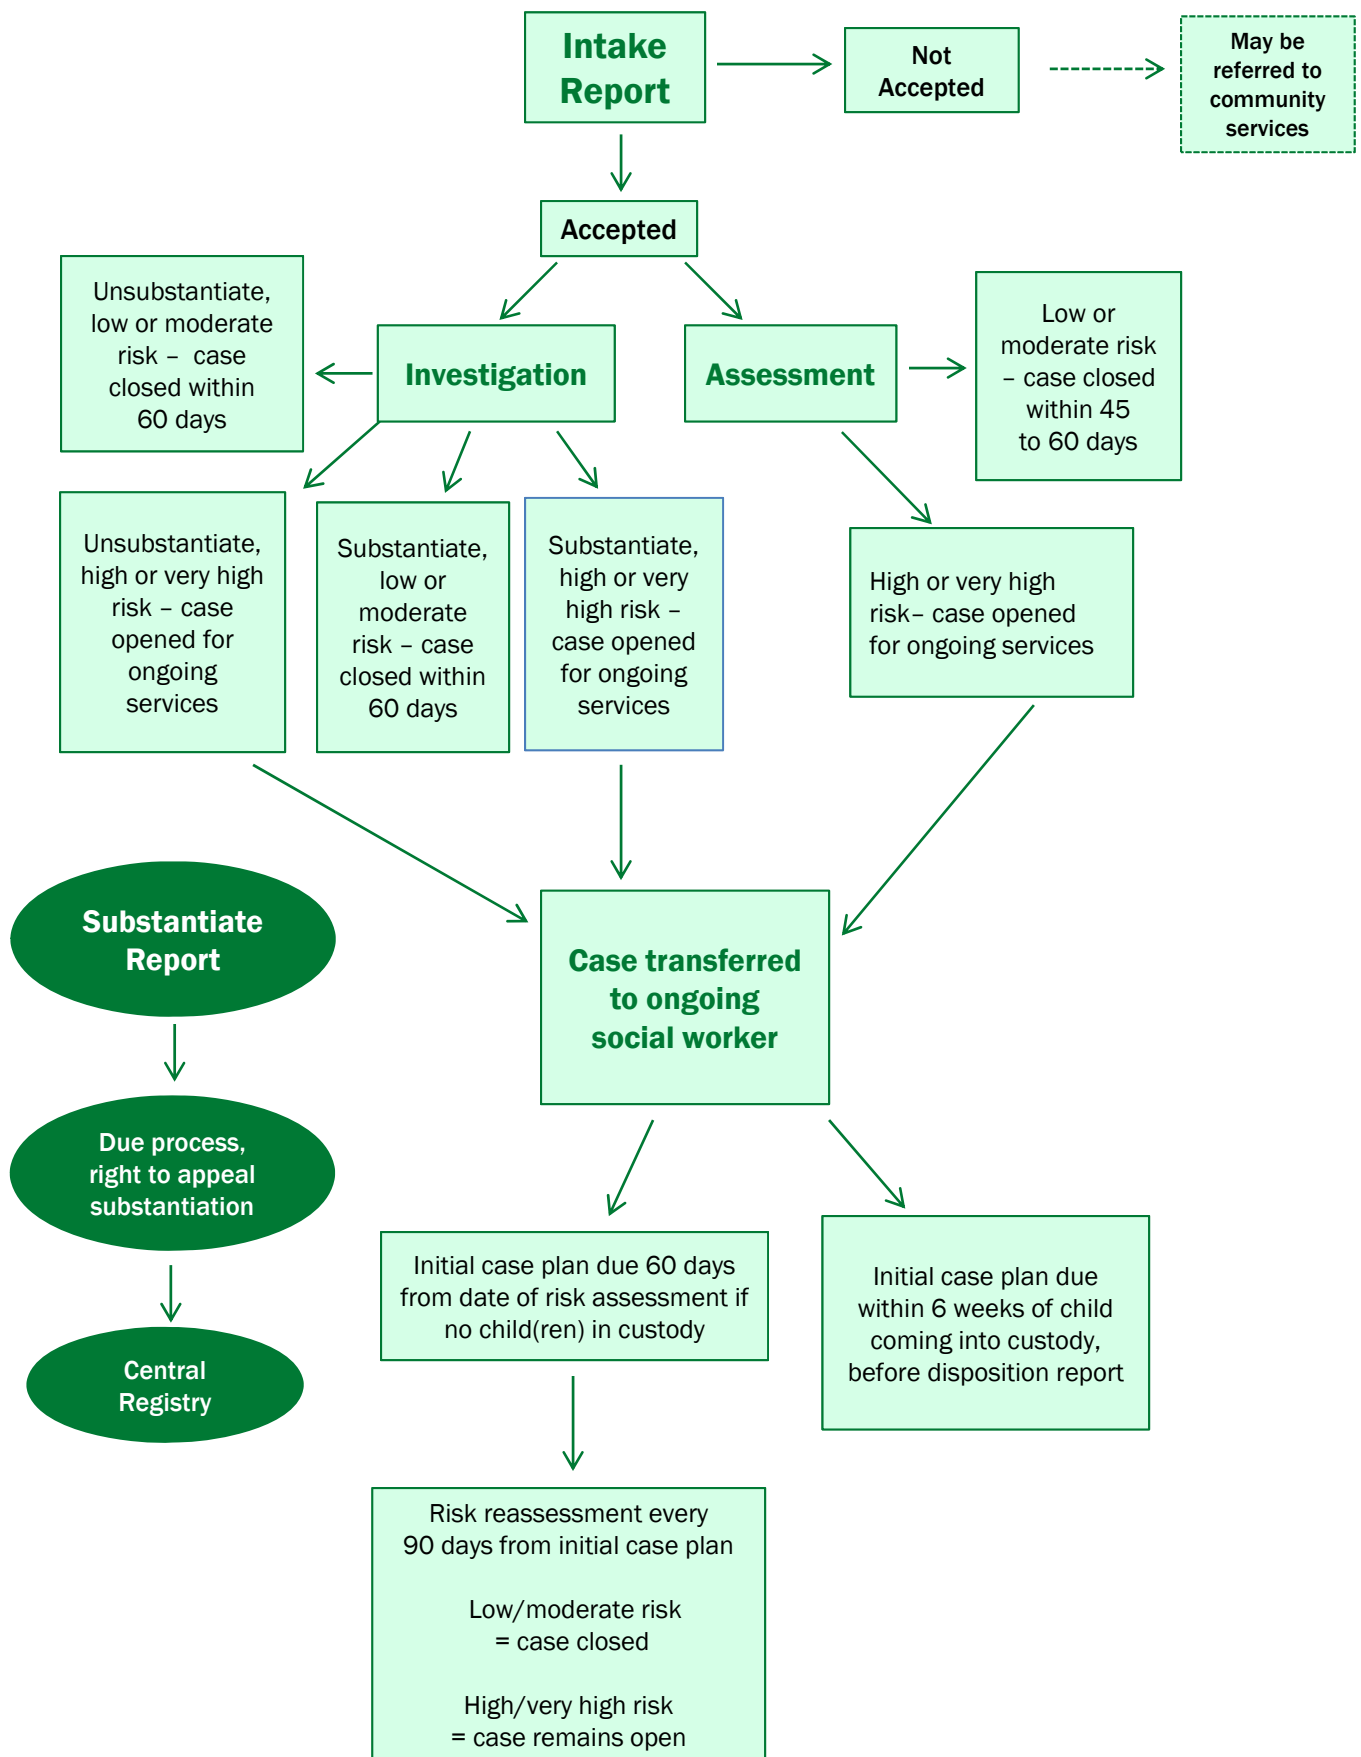 Intake
Report
Not
Accepted
May be
referred to
community
services
Accepted
Unsubstantiate,
low or moderate
risk – case
closed within
60 days
Investigation
Assessment
Low or
moderate risk
– case closed
within 45
to 60 days
Unsubstantiate,
high or very high
risk – case
opened for
ongoing
services
Substantiate,
low or
moderate
risk – case
closed within
60 days
Substantiate,
high or very
high risk –
case opened
for ongoing
services
High or very high
risk– case opened
for ongoing services
Substantiate
Report
Case transferred
to ongoing
social worker
Due process,
right to appeal
substantiation
Central
Registry
Initial case plan due 60 days
from date of risk assessment if
no child(ren) in custody
Initial case plan due
within 6 weeks of child
coming into custody,
before disposition report
Risk reassessment every
90 days from initial case plan
Low/moderate risk
= case closed
High/very high risk
= case remains open